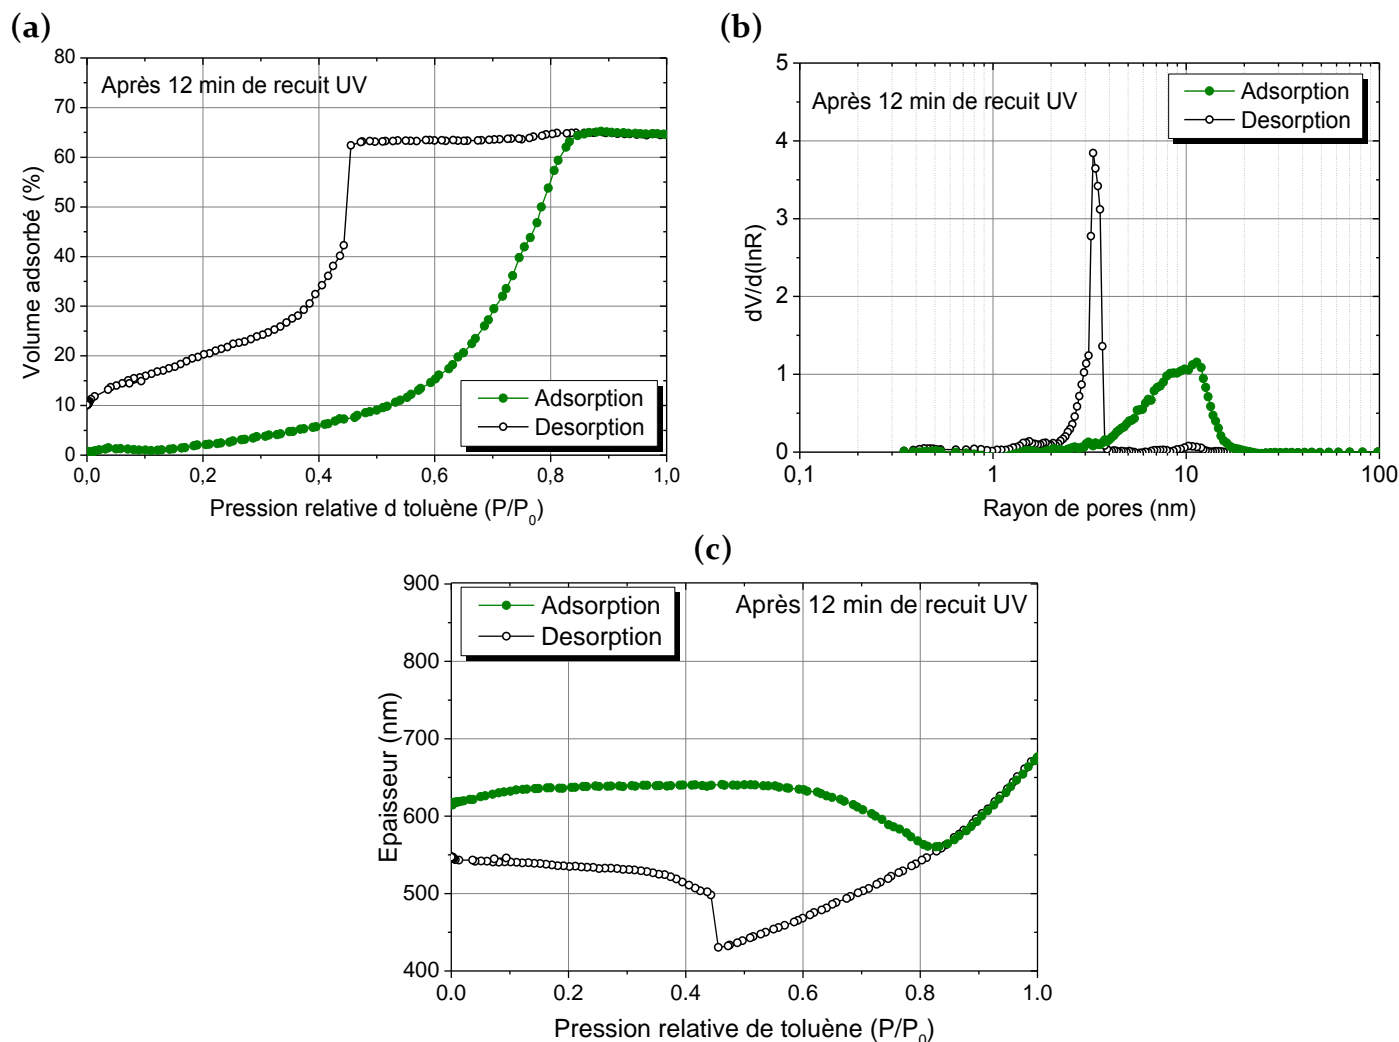 (a)
Volume adsorbé (%)
80
70
60
50
40
30
20
10
0
Après 12 min de recuit UV
Adsorption
Desorption
0,0 0,2 0,4 0,6 0,8 1,0
Pression relative d toluène (P/P0)
(b)
dV/d(lnR)
5
4
3
2
1
0
Après 12 min de recuit UV
Adsorption
Desorption
0,1 1 10 100
Rayon de pores (nm)
(c)
Epaisseur (nm)
900
800
700
600
500
400
Adsorption
Desorption
Après 12 min de recuit UV
0.0 0.2 0.4 0.6 0.8 1.0
Pression relative de toluène (P/P0)